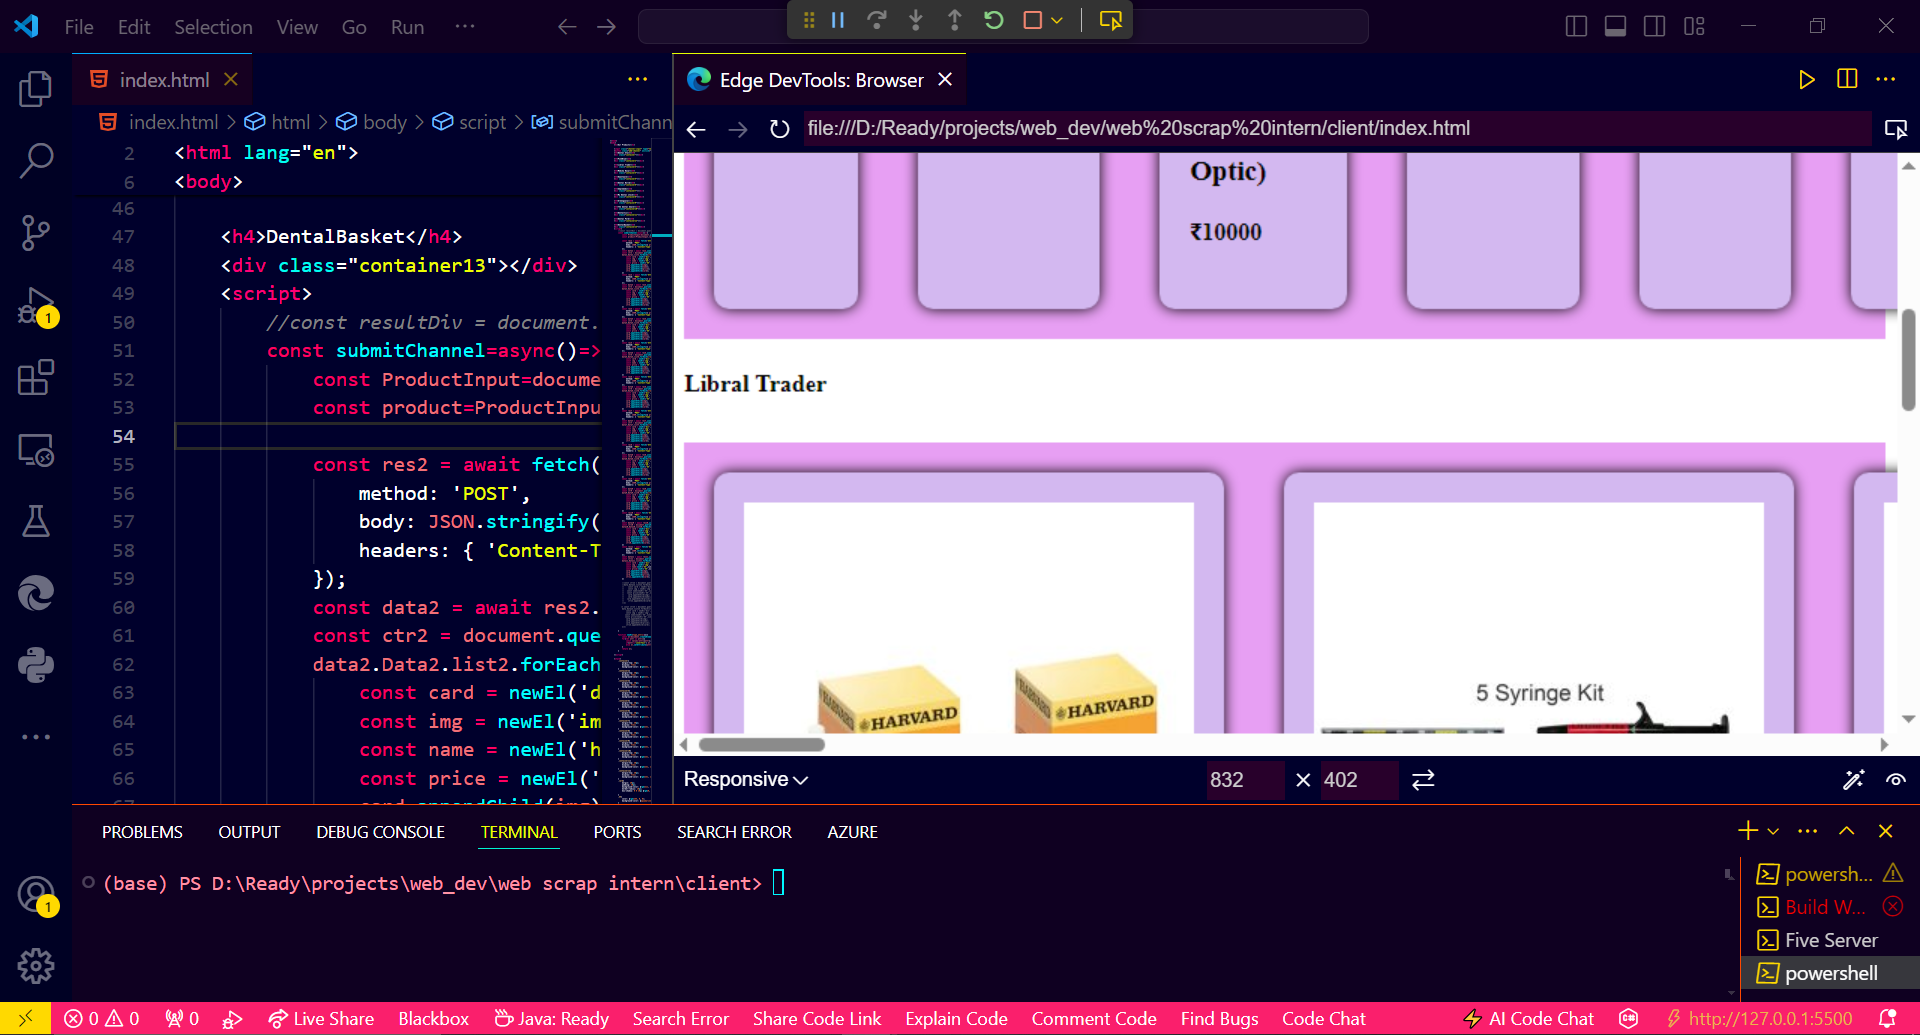 File Edit Selection View Go Run ...
index.html
Edge DevTools: Browser
index.html > html > body > script > submitChann
file:///D:/Ready/projects/web_dev/web%20scrap%20intern/client/index.html
2 <html lang="en">
6 <body>
46
47 <h4>DentalBasket</h4>
48 <div class="container13"></div>
49 <script>
50 //const resultDiv = document.
51 const submitChannel=async()=>
52 const ProductInput=docume
53 const product=ProductInpu
54
55 const res2 = await fetch(
56 method: 'POST',
57 body: JSON.stringify(
58 headers: { 'Content-T
59 });
60 const data2 = await res2.
61 const ctr2 = document.que
62 data2.Data2.list2.forEach
63 const card = newEl('d
64 const img = newEl('im
65 const name = newEl('h
66 const price = newEl('
Optic)
₹10000
Libral Trader
HARVARD
HARVARD
5 Syringe Kit
Responsive
832 × 402
PROBLEMS OUTPUT DEBUG CONSOLE TERMINAL PORTS SEARCH ERROR AZURE
(base) PS D:\Ready\projects\web_dev\web scrap intern\client>
powersh...
Build W...
Five Server
powershell
1
1
0 0 0 Live Share Blackbox Java: Ready Search Error Share Code Link Explain Code Comment Code Find Bugs Code Chat AI Code Chat http://127.0.0.1:5500